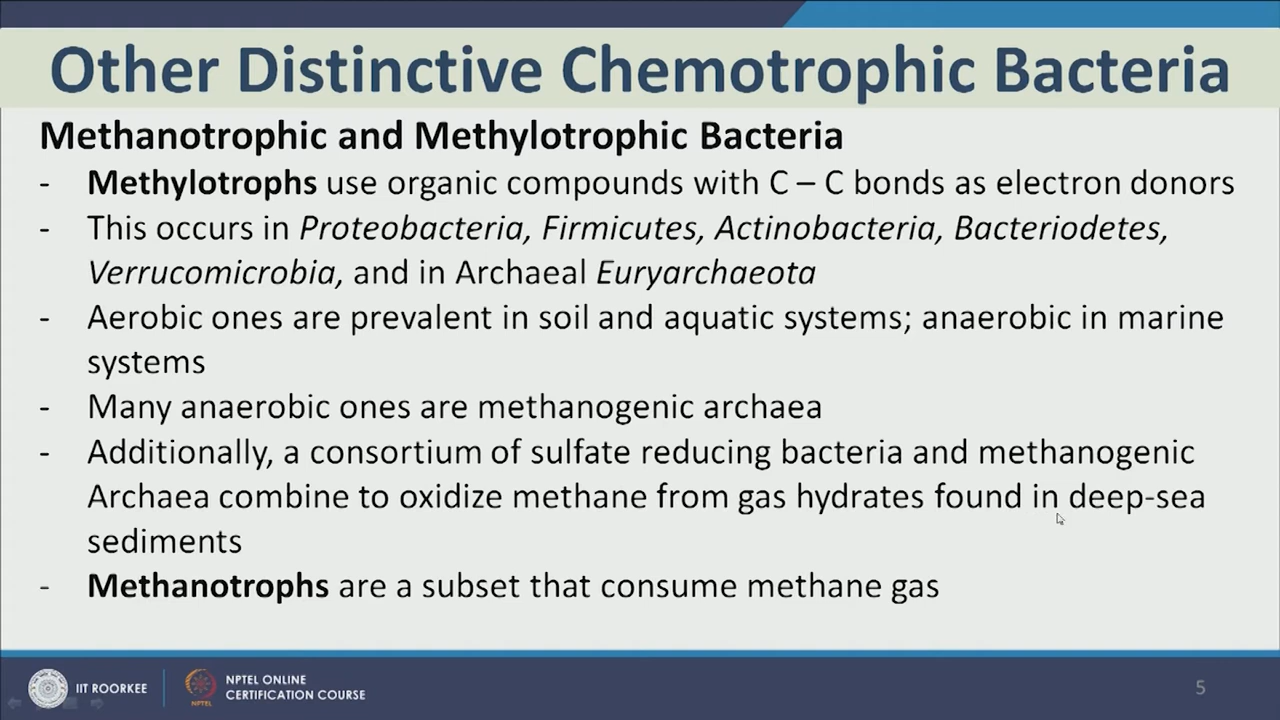 Other Distinctive Chemotrophic Bacteria
Methanotrophic and Methylotrophic Bacteria
- Methylotrophs use organic compounds with C – C bonds as electron donors
- This occurs in Proteobacteria, Firmicutes, Actinobacteria, Bacteriodetes,
Verrucomicrobia, and in Archaeal Euryarchaeota
- Aerobic ones are prevalent in soil and aquatic systems; anaerobic in marine
systems
- Many anaerobic ones are methanogenic archaea
- Additionally, a consortium of sulfate reducing bacteria and methanogenic
Archaea combine to oxidize methane from gas hydrates found in deep-sea
sediments
- Methanotrophs are a subset that consume methane gas
IIT ROORKEE
NPTEL
NPTEL ONLINE
CERTIFICATION COURSE
5